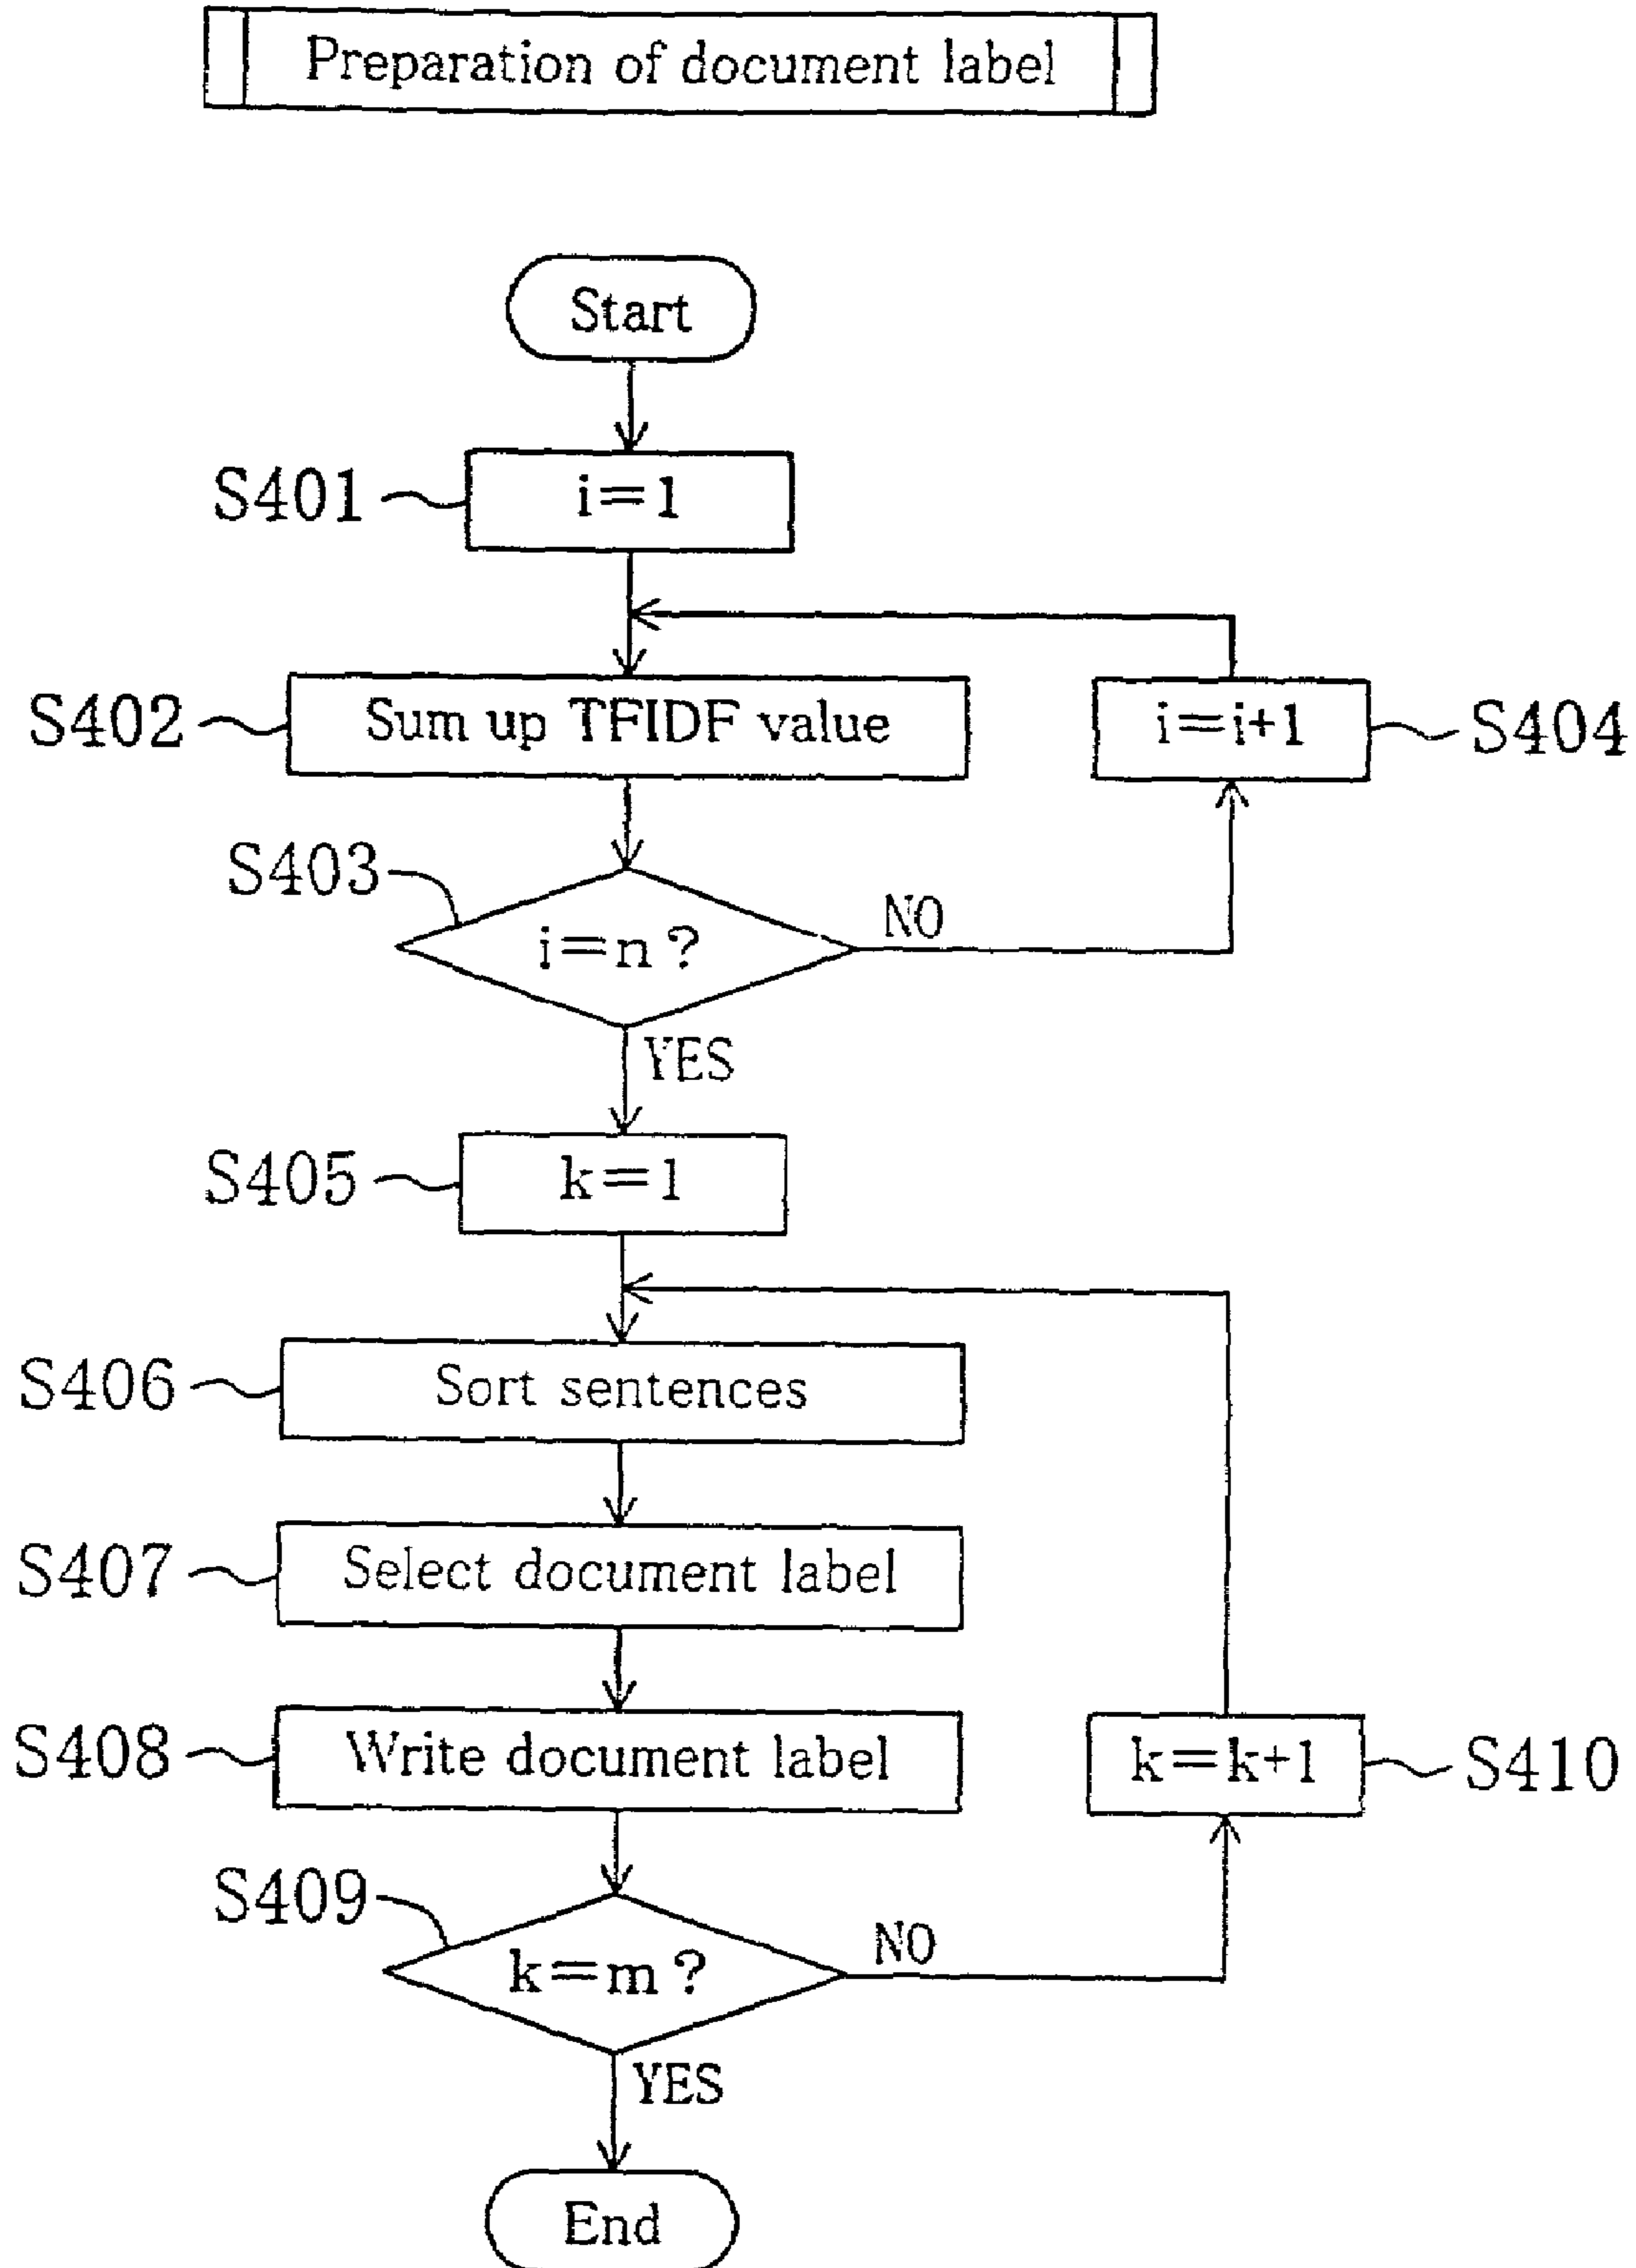 Preparation of document label
Start
S401
i=1
S402
Sum up TFIDF value
i=i+1
S404
S403
i=n?
NO
YES
S405
k=1
S406
Sort sentences
S407
Select document label
S408
Write document label
k=k+1
S410
S409
k=m?
NO
YES
End